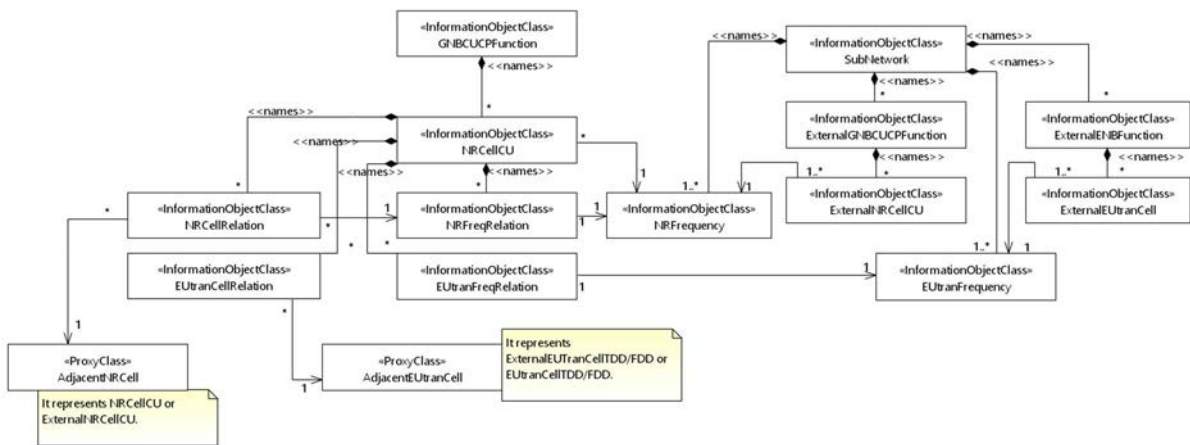 «InformationObjectClass»
GNBCUCPFunction
<<names>>
*
«InformationObjectClass»
SubNetwork
<<names>>
<<names>>
<<names>>
<<names>>
<<names>>
<<names>>
<<names>>
«InformationObjectClass»
NRCellCU
*
<<names>>
<<names>>
*
«InformationObjectClass»
ExternalGNBCUCPFunction
*
«InformationObjectClass»
ExternalENBFunction
<<names>>
<<names>>
1
1..*
1
1..*
*
1..*
*
*
*
*
«InformationObjectClass»
NRCellRelation
*
1
«InformationObjectClass»
NRFreqRelation
1
1
«InformationObjectClass»
NRFrequency
«InformationObjectClass»
ExternalNRCellCU
«InformationObjectClass»
ExternalEUtranCell
*
*
1..*
1
«InformationObjectClass»
EUtranCellRelation
«InformationObjectClass»
EUtranFreqRelation
1
1
«InformationObjectClass»
EUtranFrequency
*
1
«ProxyClass»
AdjacentNRCell
It represents NRCellCU or
ExternalNRCellCU.
1
«ProxyClass»
AdjacentEUtranCell
It represents
ExternalEUTranCellTDD/FDD or
EUtranCellTDD/FDD.